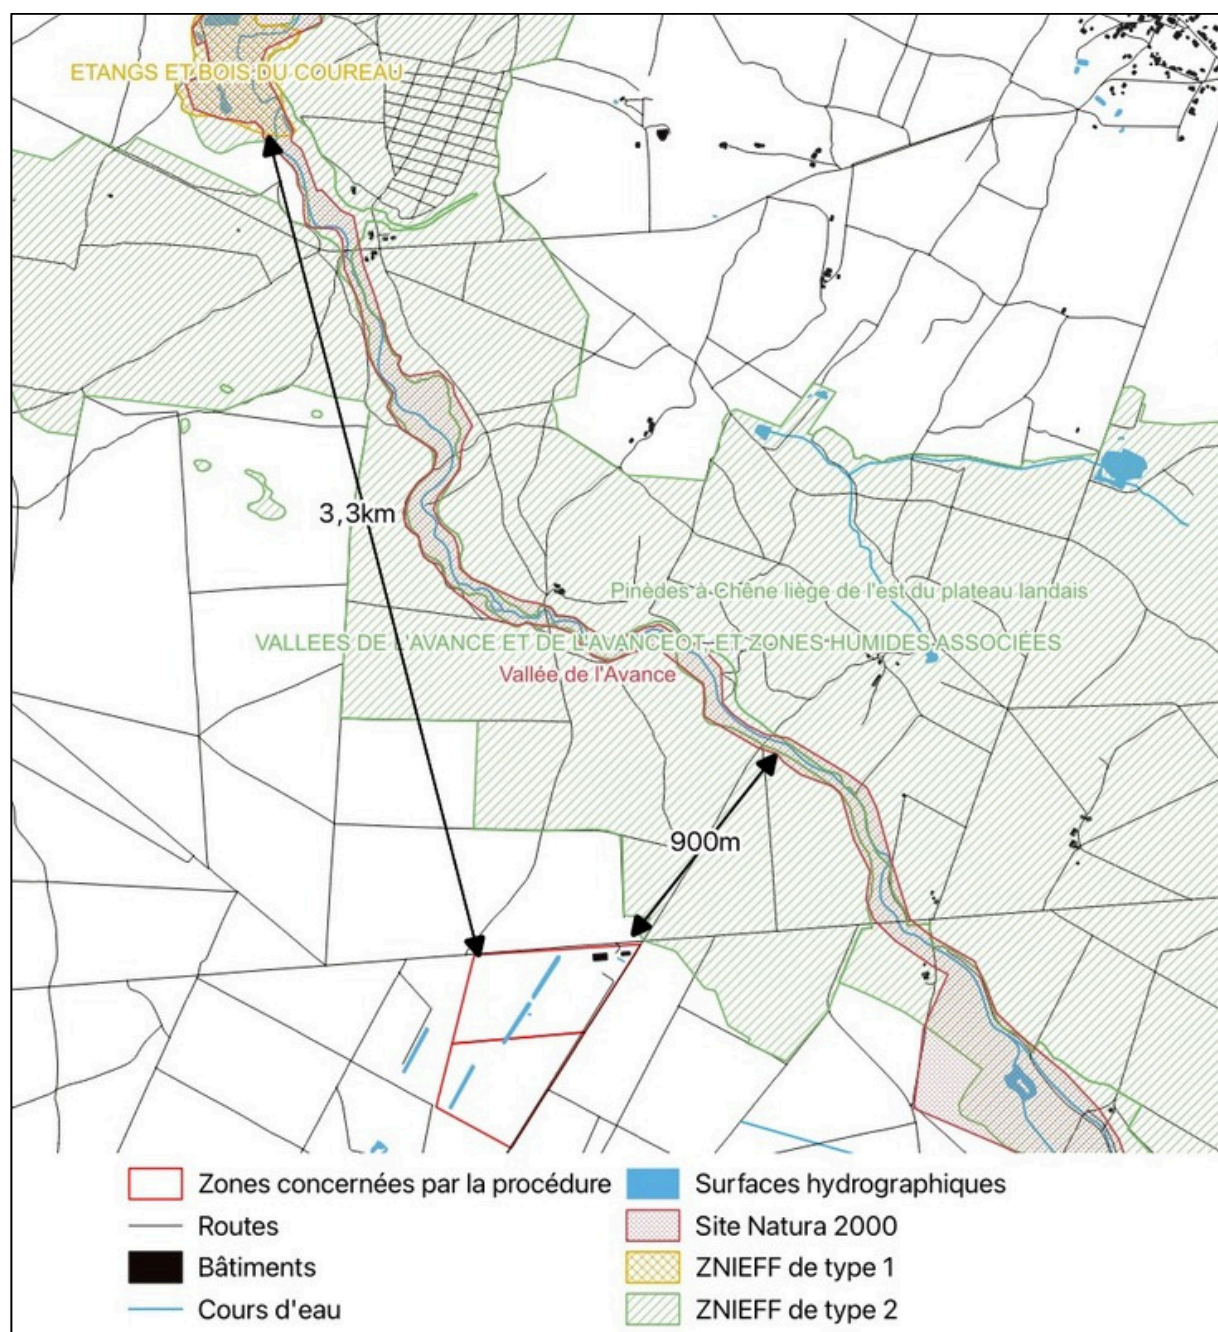 ETANGS ET BOIS DU COUREAU
3,3km
Pinèdes à Chêne liège de l'est du plateau landais
VALLEES DE L'AVANCE ET DE L'AVANCEOT, ET ZONES HUMIDES ASSOCIÉES
Vallée de l'Avance
900m
Zones concernées par la procédure
Surfaces hydrographiques
Routes
Site Natura 2000
Bâtiments
ZNIEFF de type 1
Cours d'eau
ZNIEFF de type 2